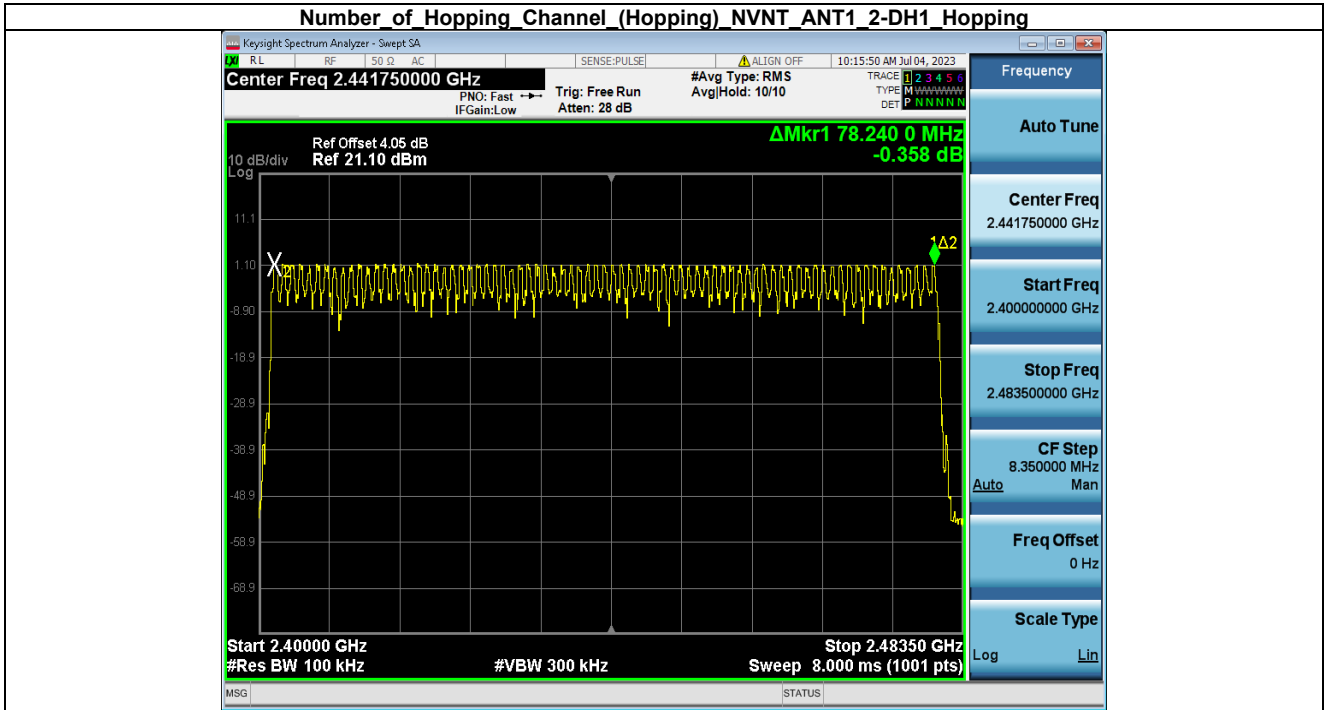 Number_of_Hopping_Channel_(Hopping)_NVNT_ANT1_2-DH1_Hopping
Keysight Spectrum Analyzer - Swept SA
LXI RL RF 50 Ω AC SENSE:PULSE ALIGN OFF 10:15:50 AM Jul 04, 2023
Center Freq 2.441750000 GHz #Avg Type: RMS TRACE 1 2 3 4 5 6
PNO: Fast Trig: Free Run Avg|Hold: 10/10 TYPE M WWWWW
IFGain:Low Atten: 28 dB DET P N N N N N
ΔMkr1 78.240 0 MHz
-0.358 dB
Ref Offset 4.05 dB
10 dB/div Ref 21.10 dBm
Log
11.1
1.10
-8.90
-18.9
-28.9
-38.9
-48.9
-58.9
-68.9
X2
1Δ2
Start 2.40000 GHz Stop 2.48350 GHz
#Res BW 100 kHz #VBW 300 kHz Sweep 8.000 ms (1001 pts)
MSG STATUS
Frequency
Auto Tune
Center Freq
2.441750000 GHz
Start Freq
2.400000000 GHz
Stop Freq
2.483500000 GHz
CF Step
8.350000 MHz
Auto Man
Freq Offset
0 Hz
Scale Type
Log Lin